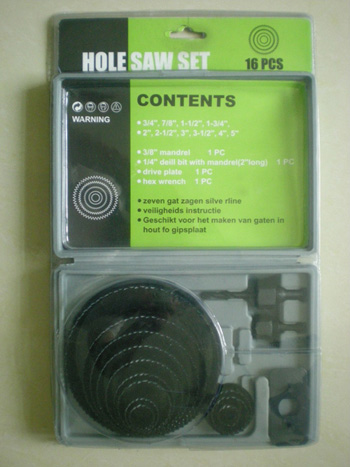 HOLE SAW SET
16 PCS
WARNING
CONTENTS
3/4", 7/8", 1-1/2", 1-3/4",
2", 2-1/2", 3", 3-1/2", 4", 5"
3/8" mandrel 1 PC
1/4" dsill bit with mandrel(2"long) 1 PC
drive plate 1 PC
hex wrench 1 PC
zeven gat zagen silve rline
veiligheids instructie
Geschikt voor het maken van gaten in
hout fo gipsplaat